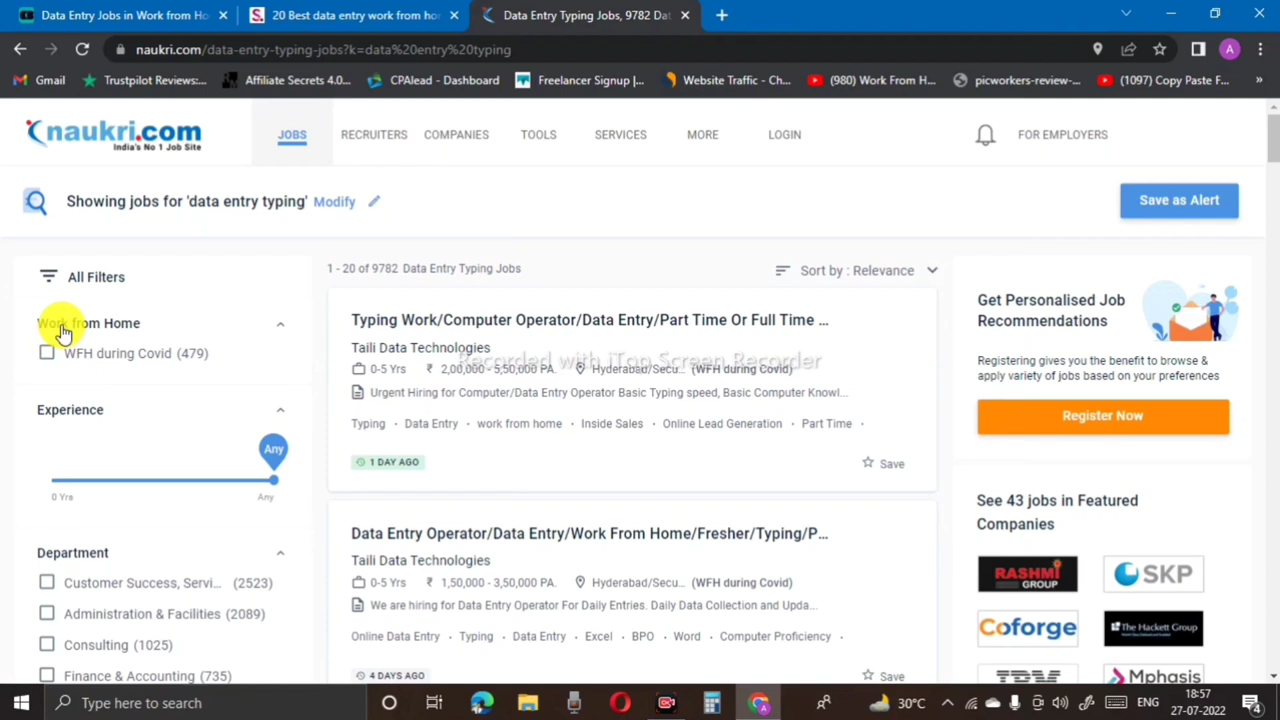 Data Entry Jobs in Work from Ho
20 Best data entry work from hor
Data Entry Typing Jobs, 9782 Dat
naukri.com/data-entry-typing-jobs?k=data%20entry%20typing
A
Gmail
Trustpilot Reviews:...
Affiliate Secrets 4.0...
CPAlead - Dashboard
Freelancer Signup |...
Website Traffic - Ch...
(980) Work From H...
picworkers-review-...
(1097) Copy Paste F...
»
naukri.com
India's No 1 Job Site
JOBS
RECRUITERS
COMPANIES
TOOLS
SERVICES
MORE
LOGIN
FOR EMPLOYERS
Showing jobs for 'data entry typing' Modify
Save as Alert
All Filters
Work from Home
WFH during Covid (479)
Experience
Any
0 Yrs
Any
Department
Customer Success, Servi... (2523)
Administration & Facilities (2089)
Consulting (1025)
Finance & Accounting (735)
1 - 20 of 9782 Data Entry Typing Jobs
Sort by : Relevance
Typing Work/Computer Operator/Data Entry/Part Time Or Full Time ...
Taili Data Technologies
Recorded with iTop Screen Recorder
0-5 Yrs ₹ 2,00,000 - 5,50,000 PA. Hyderabad/Secu... (WFH during Covid)
Urgent Hiring for Computer/Data Entry Operator Basic Typing speed, Basic Computer Knowl...
Typing · Data Entry · work from home · Inside Sales · Online Lead Generation · Part Time ·
1 DAY AGO
Save
Data Entry Operator/Data Entry/Work From Home/Fresher/Typing/P...
Taili Data Technologies
0-5 Yrs ₹ 1,50,000 - 3,50,000 PA. Hyderabad/Secu... (WFH during Covid)
We are hiring for Data Entry Operator For Daily Entries. Daily Data Collection and Upda...
Online Data Entry · Typing · Data Entry · Excel · BPO · Word · Computer Proficiency ·
4 DAYS AGO
Save
Get Personalised Job
Recommendations
Registering gives you the benefit to browse &
apply variety of jobs based on your preferences
Register Now
See 43 jobs in Featured
Companies
RASHMI
GROUP
SKP
Coforge
The Hackett Group
Mphasis
Type here to search
30°C
ENG
18:57
27-07-2022
4